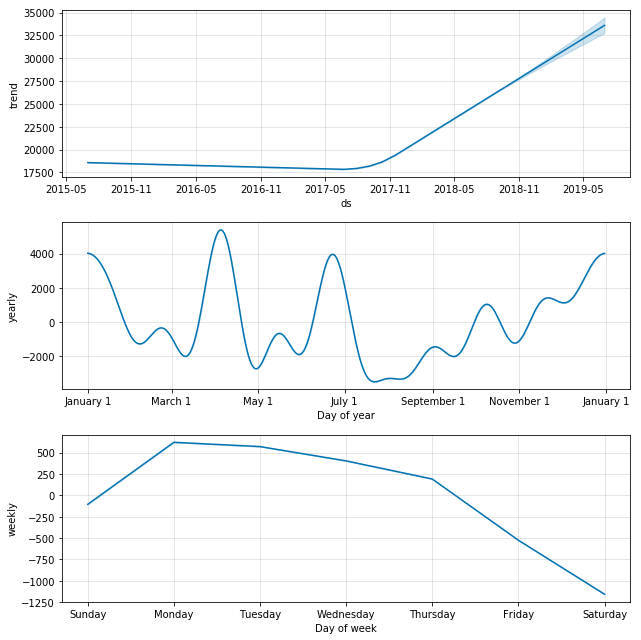 35000
32500
30000
27500
25000
22500
20000
17500
trend
2015-05 2015-11 2016-05 2016-11 2017-05 2017-11 2018-05 2018-11 2019-05
ds
4000
2000
0
−2000
yearly
January 1 March 1 May 1 July 1 September 1 November 1 January 1
Day of year
500
250
0
−250
−500
−750
−1000
−1250
weekly
Sunday Monday Tuesday Wednesday Thursday Friday Saturday
Day of week